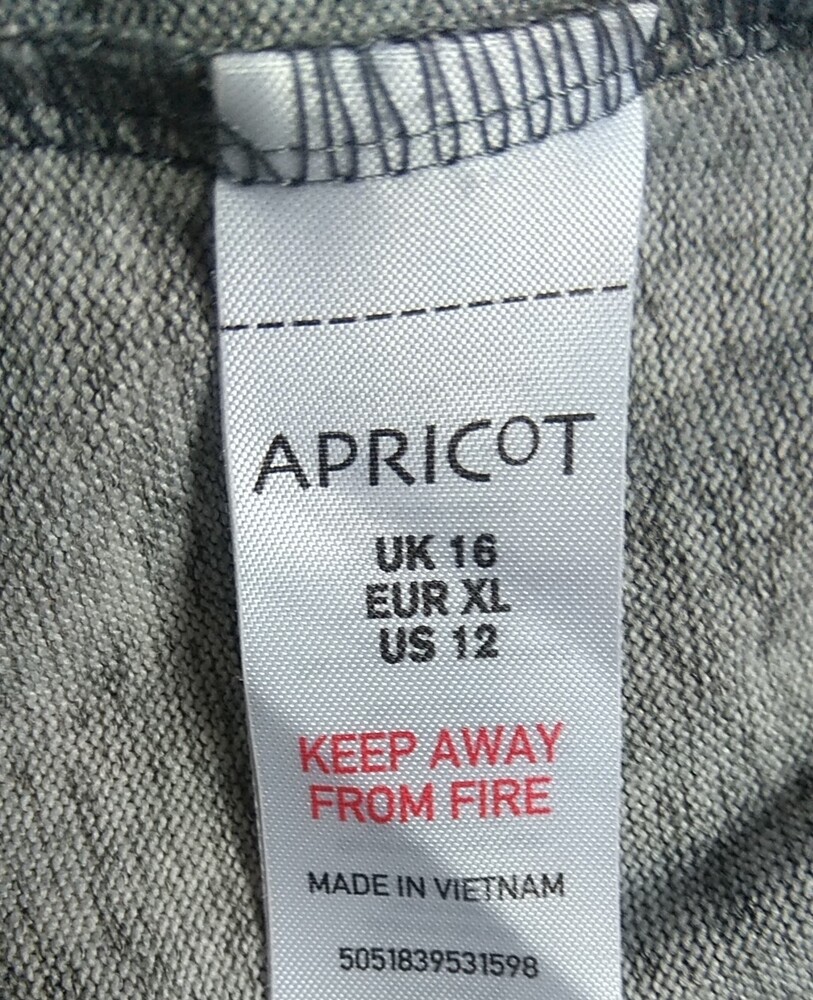 APRICOT
UK 16
EUR XL
US 12
KEEP AWAY
FROM FIRE
MADE IN VIETNAM
5051839531598